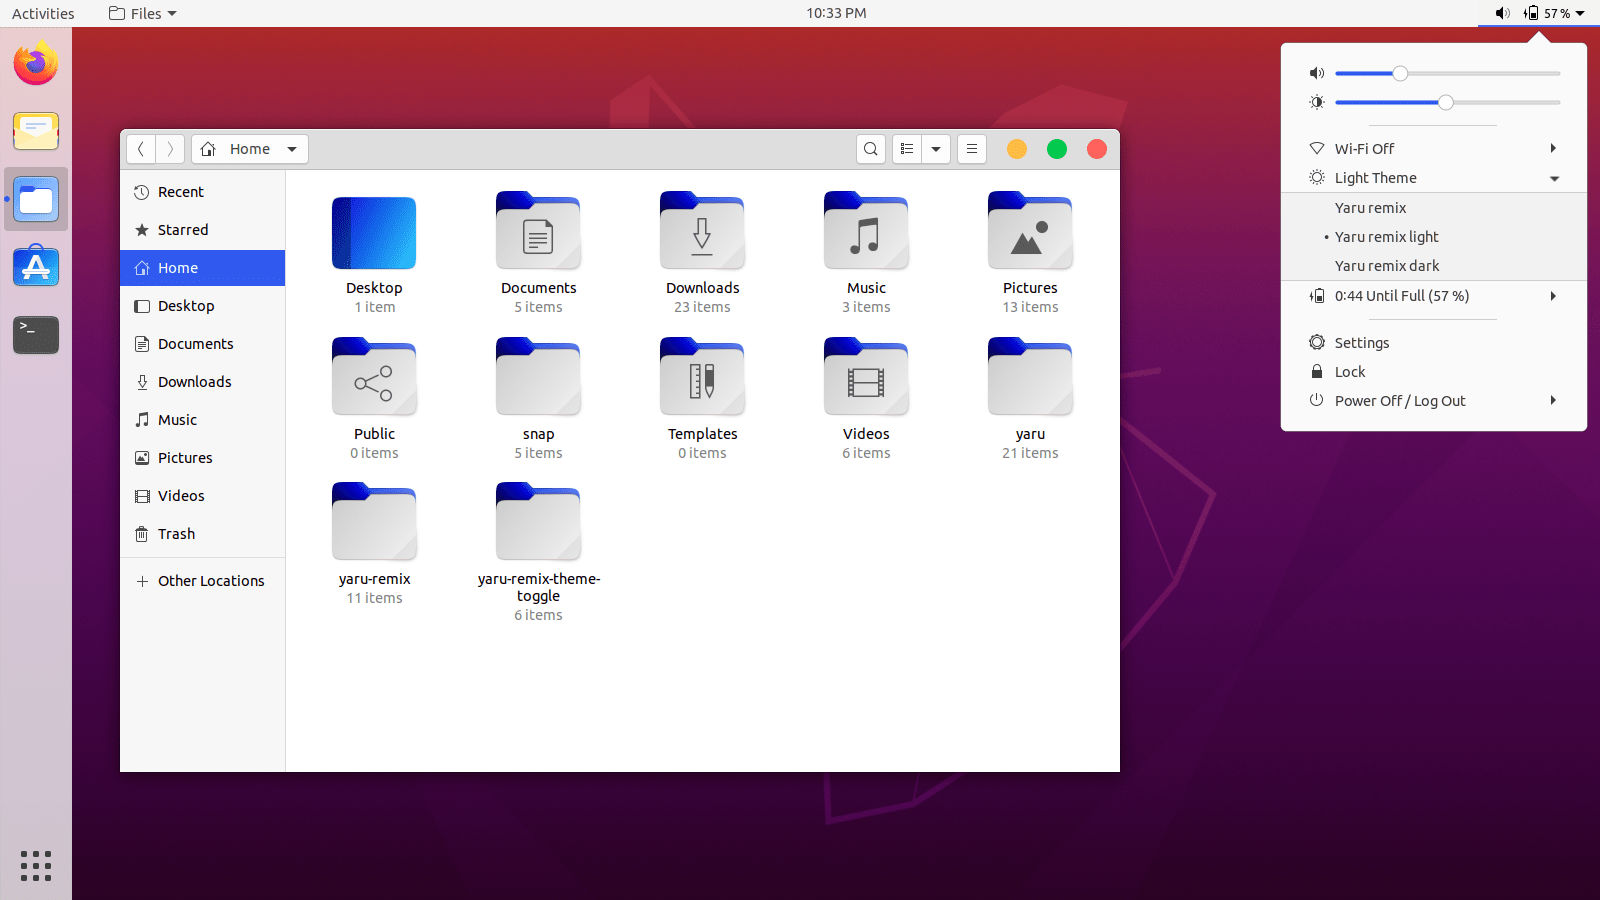 Activities
Files
10:33 PM
57 %
Home
Recent
Starred
Home
Desktop
Documents
Downloads
Music
Pictures
Videos
Trash
Other Locations
Desktop
1 item
Documents
5 items
Downloads
23 items
Music
3 items
Pictures
13 items
Public
0 items
snap
5 items
Templates
0 items
Videos
6 items
yaru
21 items
yaru-remix
11 items
yaru-remix-theme-
toggle
6 items
Wi-Fi Off
Light Theme
Yaru remix
• Yaru remix light
Yaru remix dark
0:44 Until Full (57 %)
Settings
Lock
Power Off / Log Out
>_